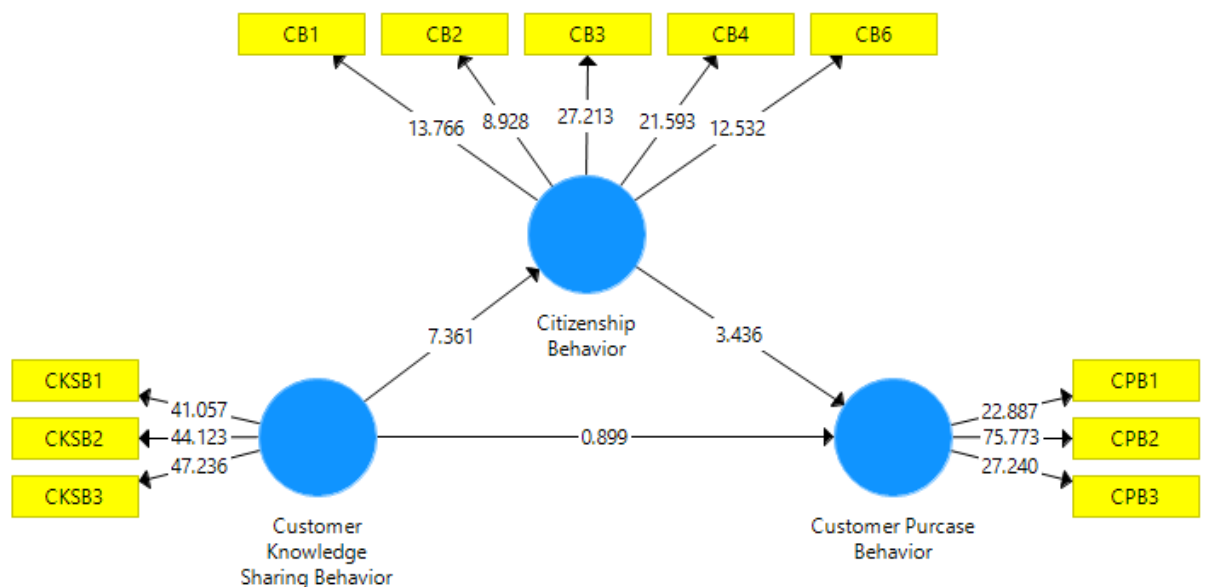 CB1
CB2
CB3
CB4
CB6
13.766
8.928
27.213
21.593
12.532
Citizenship
Behavior
7.361
3.436
CKSB1
CKSB2
CKSB3
41.057
44.123
47.236
0.899
22.887
75.773
27.240
CPB1
CPB2
CPB3
Customer
Knowledge
Sharing Behavior
Customer Purcase
Behavior